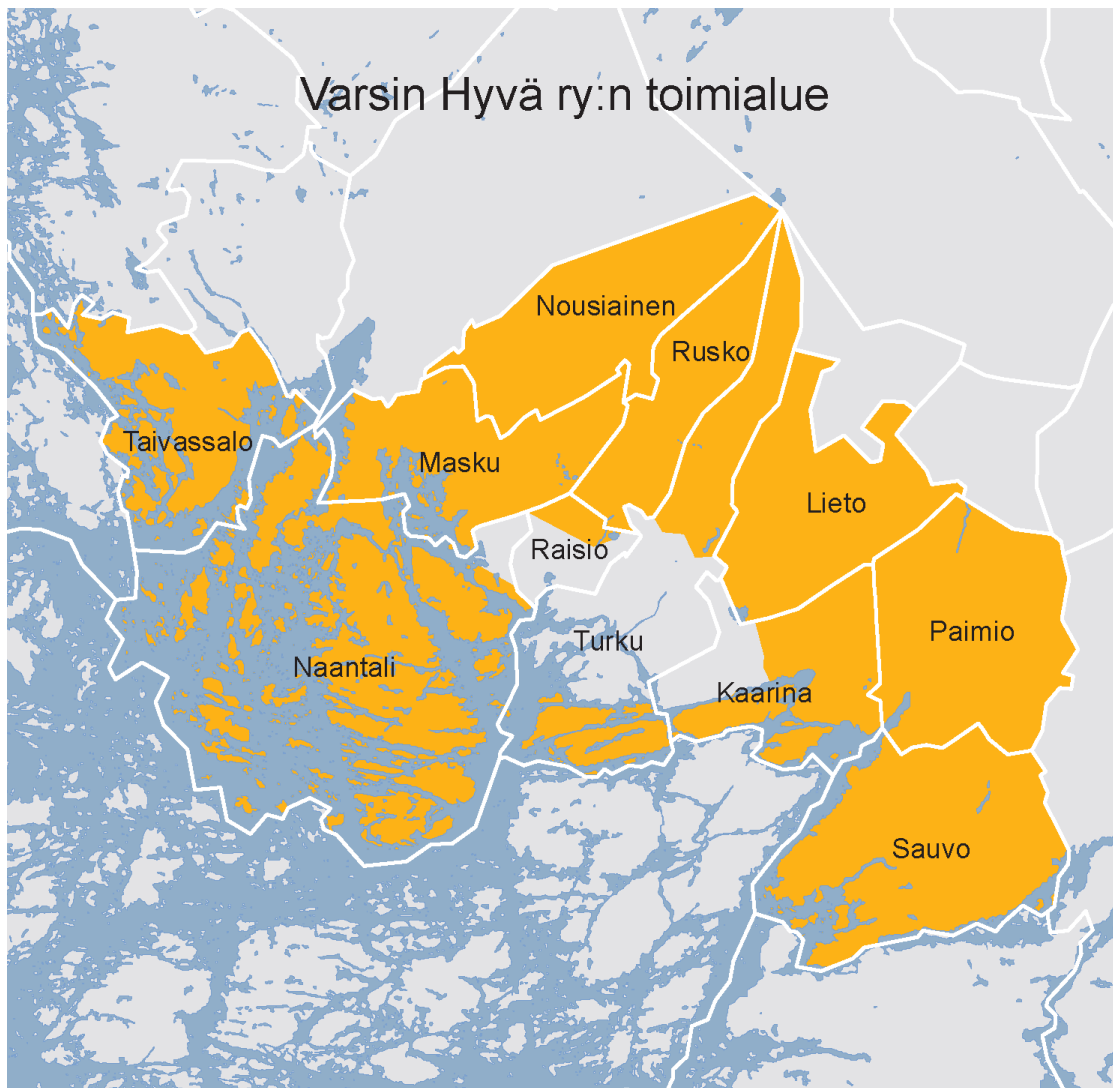 Varsin Hyvä ry:n toimialue
Nousiainen
Rusko
Taivassalo
Masku
Lieto
Raisio
Paimio
Turku
Naantali
Kaarina
Sauvo